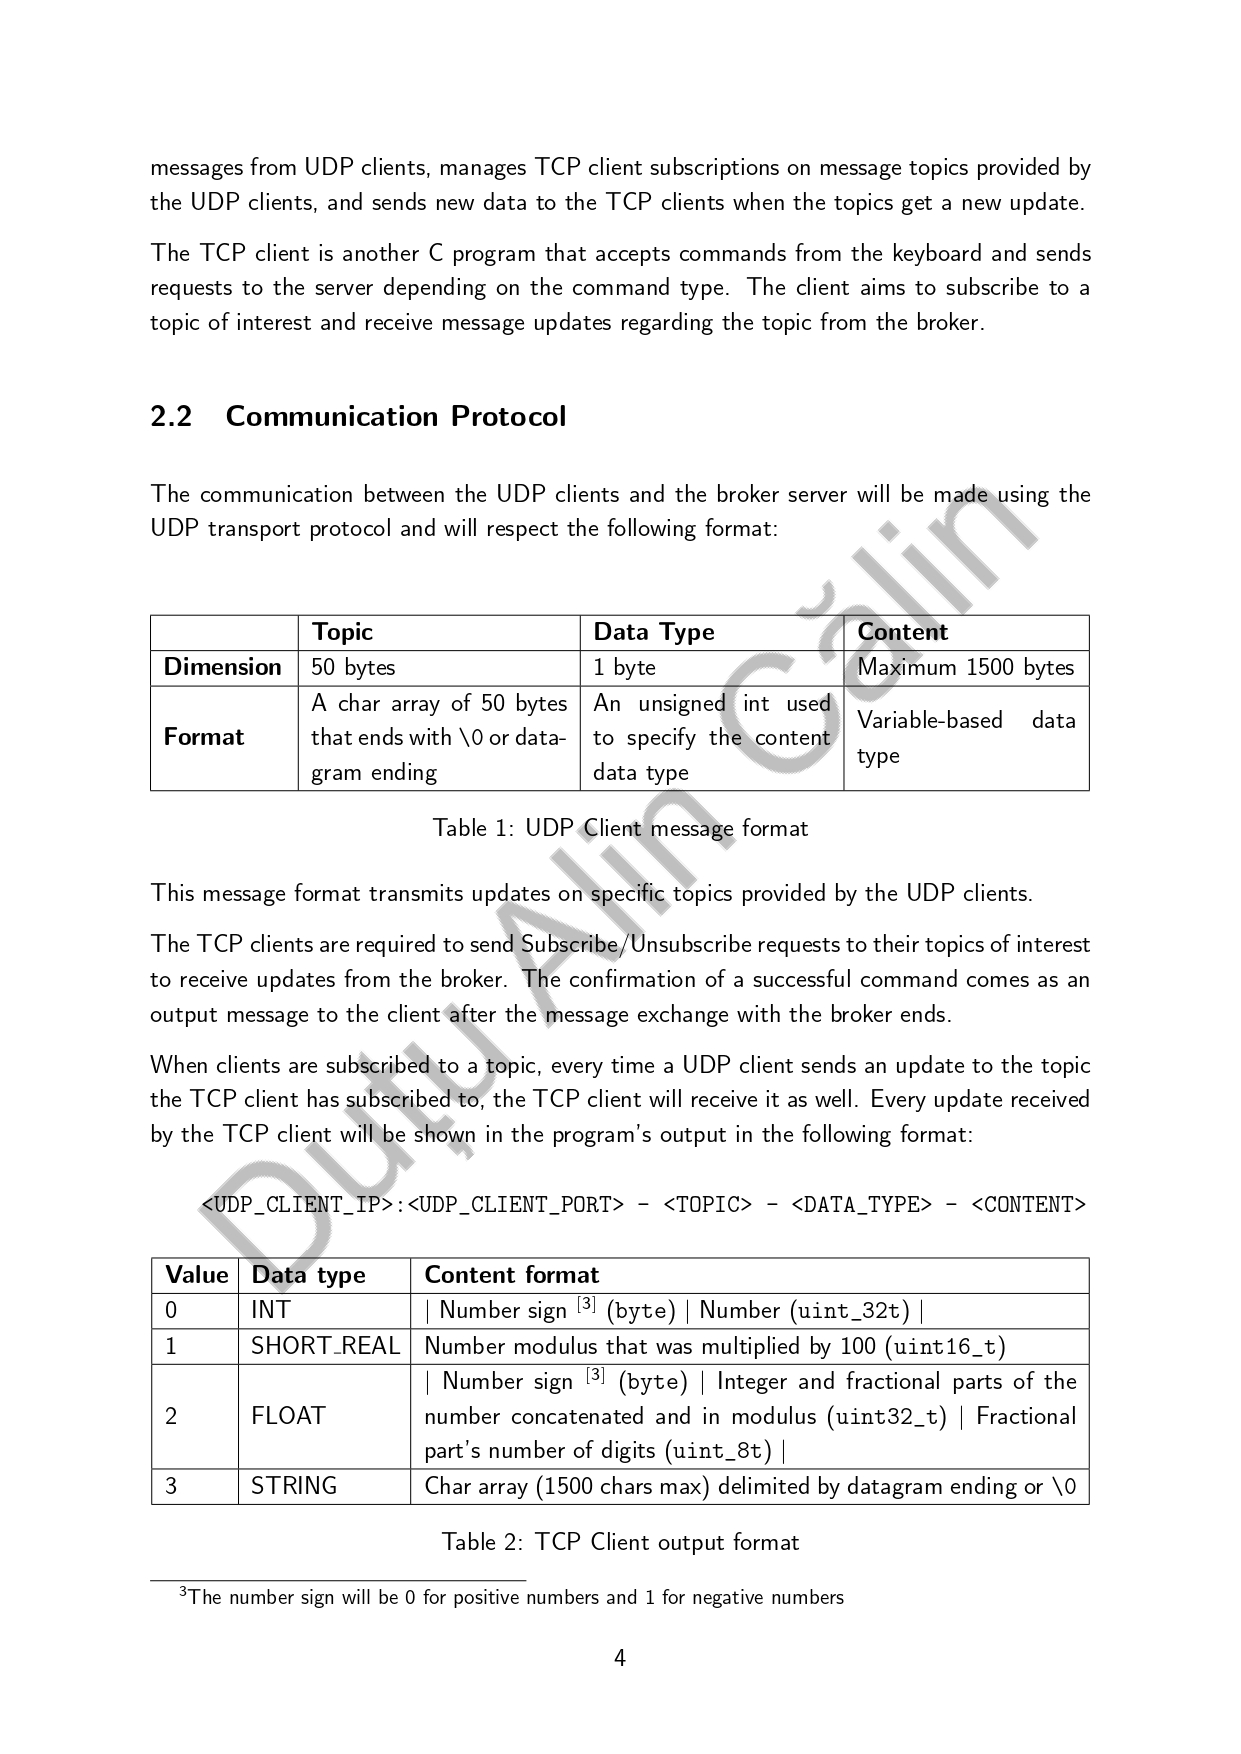 messages from UDP clients, manages TCP client subscriptions on message topics provided by
the UDP clients, and sends new data to the TCP clients when the topics get a new update.
The TCP client is another C program that accepts commands from the keyboard and sends
requests to the server depending on the command type. The client aims to subscribe to a
topic of interest and receive message updates regarding the topic from the broker.
2.2 Communication Protocol
The communication between the UDP clients and the broker server will be made using the
UDP transport protocol and will respect the following format:
Topic Data Type Content
Dimension 50 bytes 1 byte Maximum 1500 bytes
Format A char array of 50 bytes that ends with \0 or data-gram ending An unsigned int used to specify the content data type Variable-based data type
Table 1: UDP Client message format
This message format transmits updates on specific topics provided by the UDP clients.
The TCP clients are required to send Subscribe/Unsubscribe requests to their topics of interest
to receive updates from the broker. The confirmation of a successful command comes as an
output message to the client after the message exchange with the broker ends.
When clients are subscribed to a topic, every time a UDP client sends an update to the topic
the TCP client has subscribed to, the TCP client will receive it as well. Every update received
by the TCP client will be shown in the program's output in the following format:
<UDP_CLIENT_IP>:<UDP_CLIENT_PORT> - <TOPIC> - <DATA_TYPE> - <CONTENT>
Value Data type Content format
0 INT | Number sign [3] (byte) | Number (uint_32t) |
1 SHORT_REAL Number modulus that was multiplied by 100 (uint16_t)
2 FLOAT | Number sign [3] (byte) | Integer and fractional parts of the
number concatenated and in modulus (uint32_t) | Fractional
part's number of digits (uint_8t) |
3 STRING Char array (1500 chars max) delimited by datagram ending or \0
Table 2: TCP Client output format
3The number sign will be 0 for positive numbers and 1 for negative numbers
4
Duțu Alin Călin